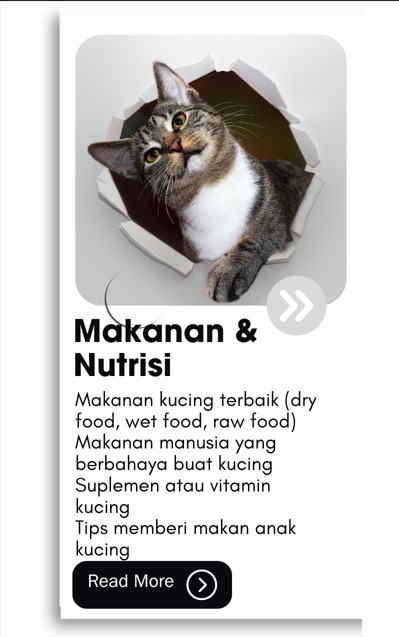 Makanan &
Nutrisi
Makanan kucing terbaik (dry
food, wet food, raw food)
Makanan manusia yang
berbahaya buat kucing
Suplemen atau vitamin
kucing
Tips memberi makan anak
kucing
Read More